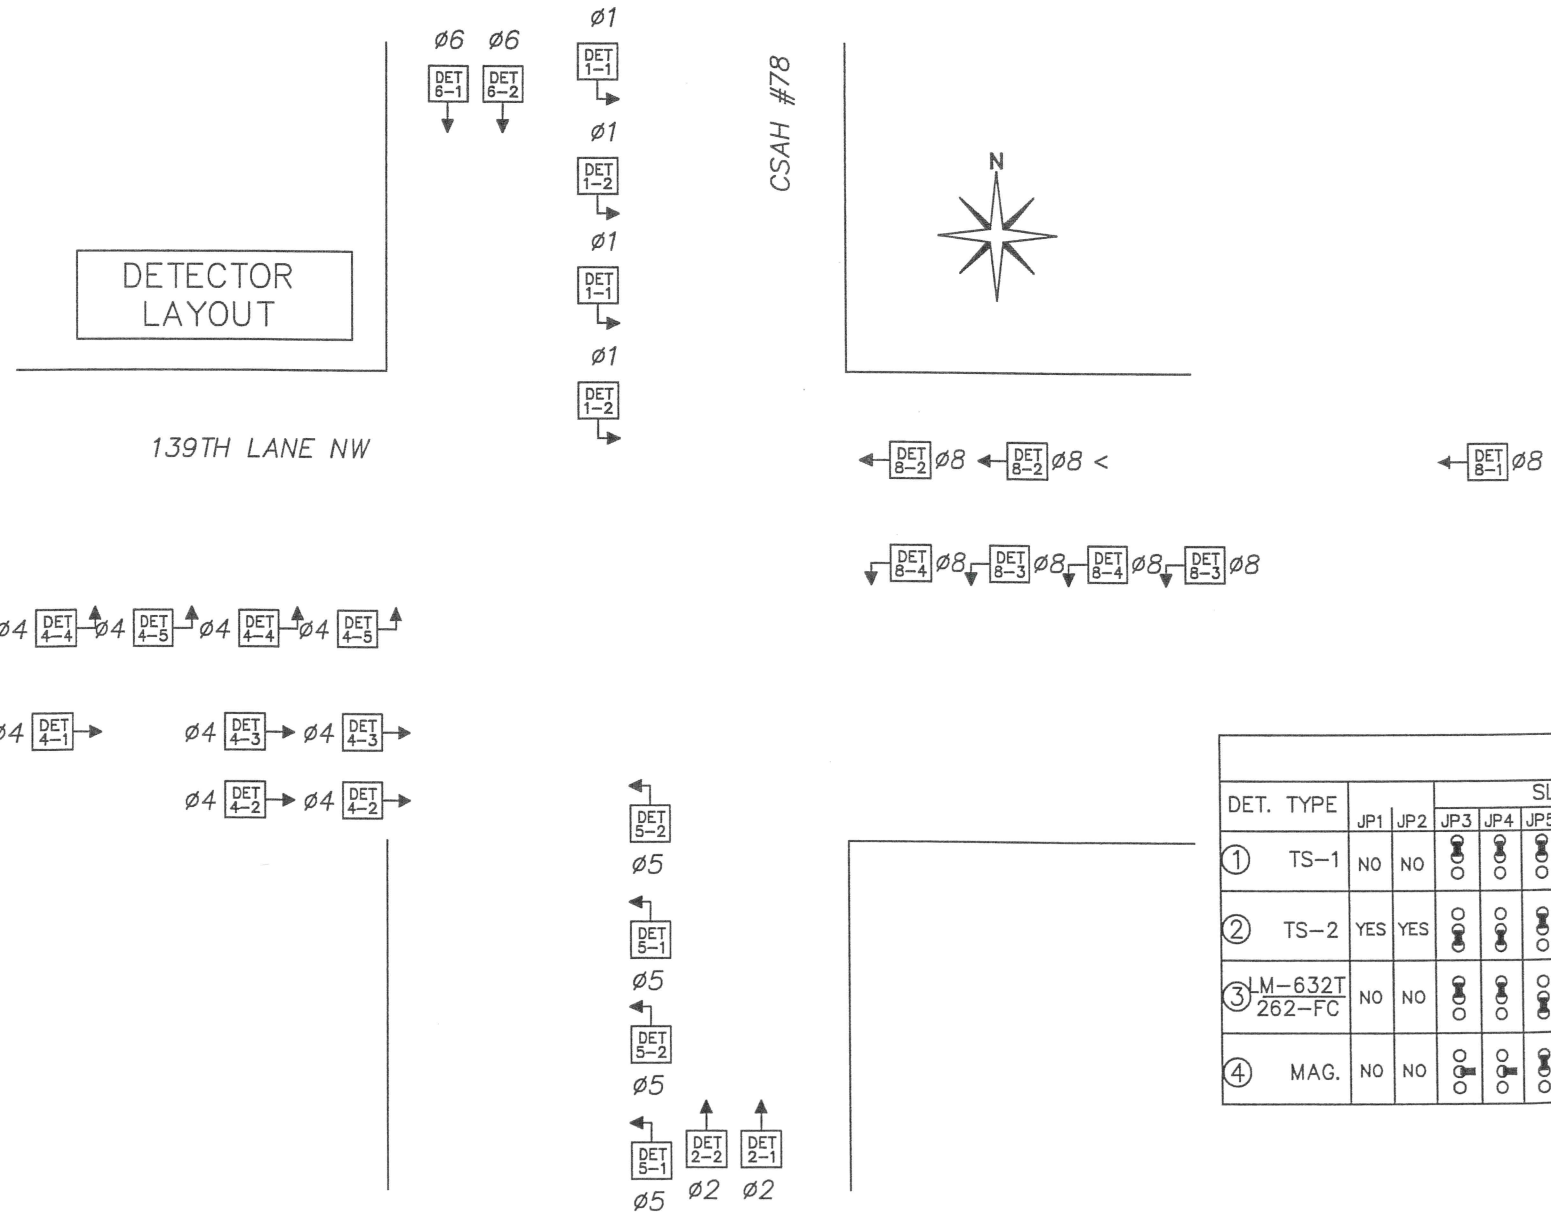 ø1
ø6 ø6
DET 1-1
DET 6-1
DET 6-2
CSAH #78
ø1
DET 1-2
N
ø1
DETECTOR
LAYOUT
DET 1-1
ø1
DET 1-2
139TH LANE NW
DET 8-2 ø8 DET 8-2 ø8 < DET 8-1 ø8
DET 8-4 ø8 DET 8-3 ø8 DET 8-4 ø8 DET 8-3 ø8
ø4 DET 4-4 ø4 DET 4-5 ø4 DET 4-4 ø4 DET 4-5
ø4 DET 4-1 ø4 DET 4-3 ø4 DET 4-3
ø4 DET 4-2 ø4 DET 4-2
DET 5-2
ø5
DET 5-1
ø5
DET 5-2
ø5
DET 5-1 DET 2-2 DET 2-1
ø5 ø2 ø2
SL
DET. TYPE JP1 JP2 JP3 JP4 JP5
1 TS-1 NO NO
2 TS-2 YES YES
3 LM-632T NO NO
262-FC
4 MAG. NO NO